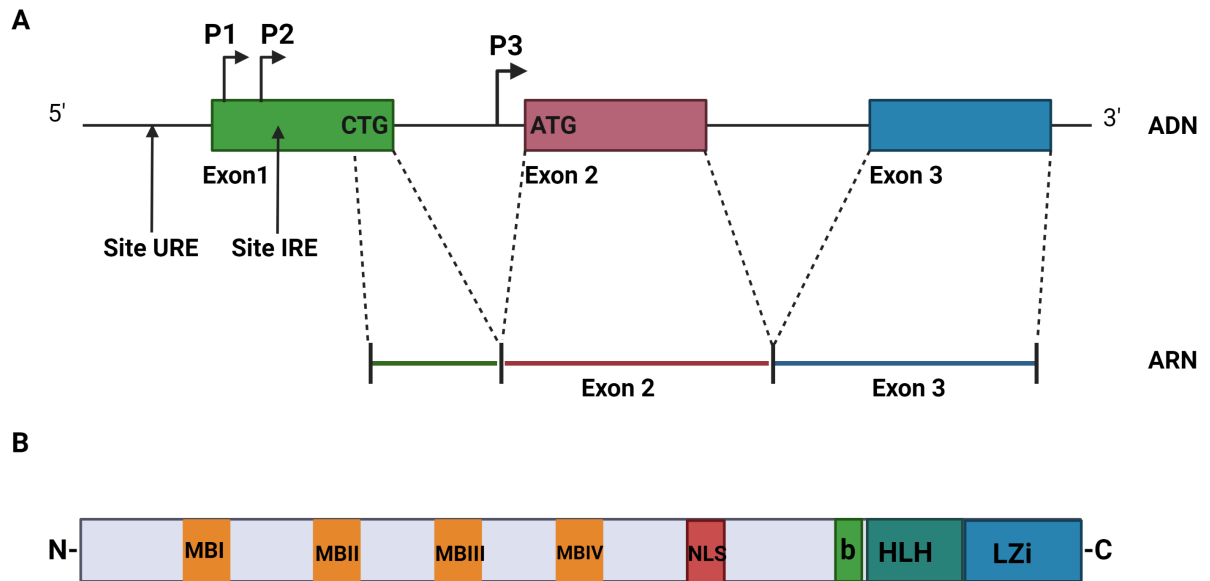 A
P1 P2 P3
5' CTG ATG 3' ADN
Exon1 Exon 2 Exon 3
Site URE Site IRE
ARN
Exon 2 Exon 3
B
N- MBI MBII MBIII MBIV NLS b HLH LZi -C